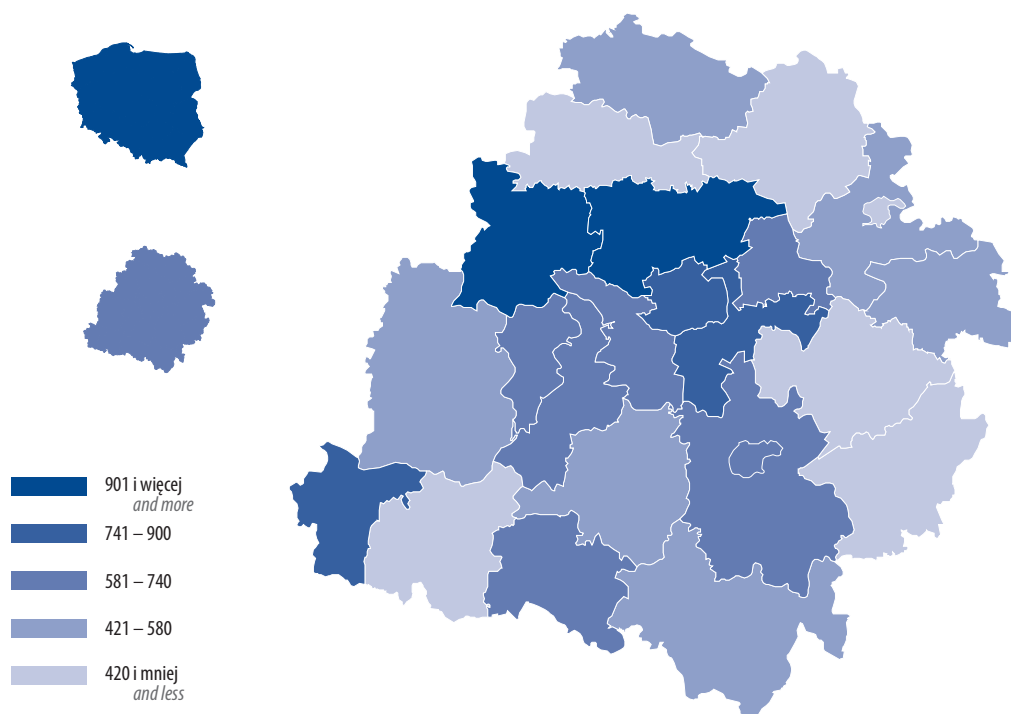 901 i więcej
and more
741 – 900
581 – 740
421 – 580
420 i mniej
and less